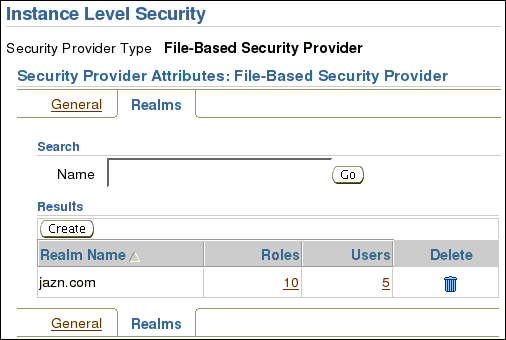 Instance Level Security
Security Provider Type File-Based Security Provider
Security Provider Attributes: File-Based Security Provider
General Realms
Search
Name Go
Results
Create
Realm Name Roles Users Delete
jazn.com 10 5
General Realms